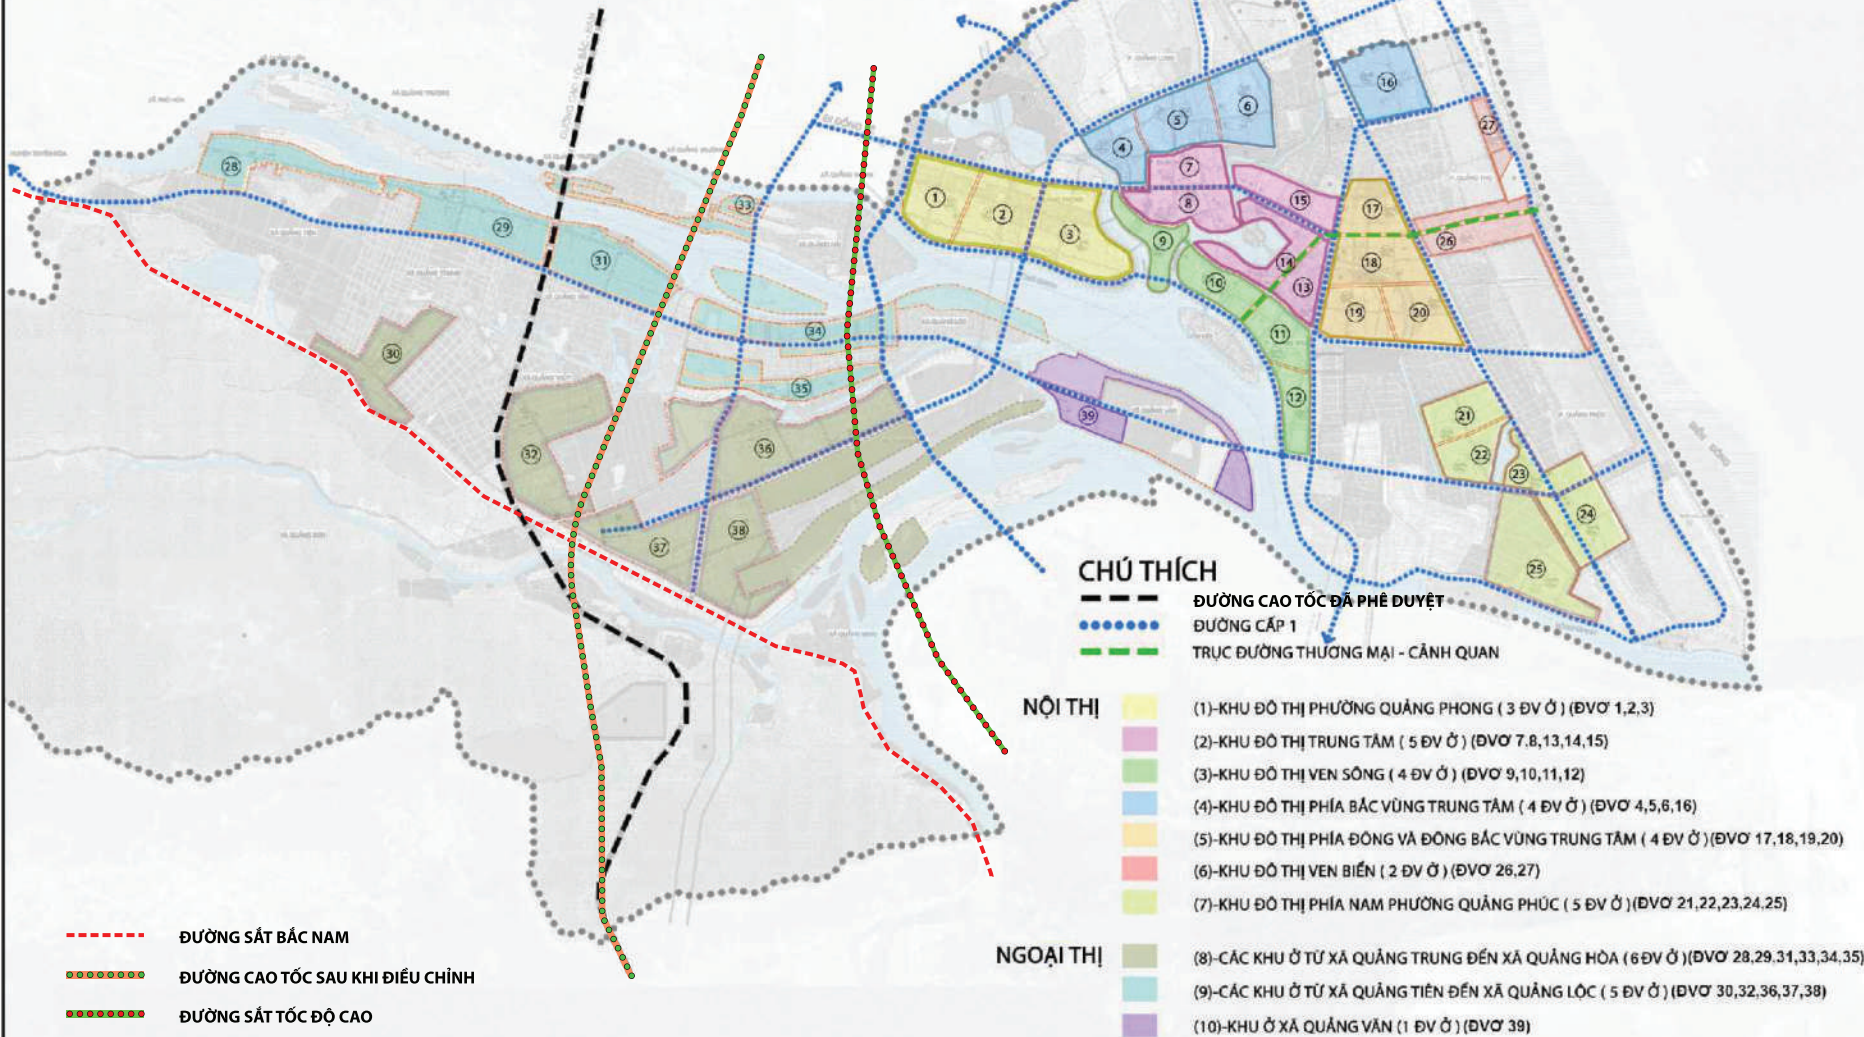 28
29
31
33
34
35
30
32
36
37
38
39
1
2
3
4
5
6
7
8
9
10
11
12
13
14
15
16
17
18
19
20
21
22
23
24
25
26
27
CHÚ THÍCH
ĐƯỜNG CAO TỐC ĐÃ PHÊ DUYỆT
ĐƯỜNG CẤP 1
TRỤC ĐƯỜNG THƯƠNG MẠI - CẢNH QUAN
NỘI THỊ
(1)-KHU ĐÔ THỊ PHƯỜNG QUẢNG PHONG ( 3 ĐV Ở ) (ĐVƠ 1,2,3)
(2)-KHU ĐÔ THỊ TRUNG TÂM ( 5 ĐV Ở ) (ĐVƠ 7,8,13,14,15)
(3)-KHU ĐÔ THỊ VEN SÔNG ( 4 ĐV Ở ) (ĐVƠ 9,10,11,12)
(4)-KHU ĐÔ THỊ PHÍA BẮC VÙNG TRUNG TÂM ( 4 ĐV Ở ) (ĐVƠ 4,5,6,16)
(5)-KHU ĐÔ THỊ PHÍA ĐÔNG VÀ ĐÔNG BẮC VÙNG TRUNG TÂM ( 4 ĐV Ở )(ĐVƠ 17,18,19,20)
(6)-KHU ĐÔ THỊ VEN BIỂN ( 2 ĐV Ở ) (ĐVƠ 26,27)
(7)-KHU ĐÔ THỊ PHÍA NAM PHƯỜNG QUẢNG PHÚC ( 5 ĐV Ở )(ĐVƠ 21,22,23,24,25)
NGOẠI THỊ
(8)-CÁC KHU Ở TỪ XÃ QUẢNG TRUNG ĐẾN XÃ QUẢNG HÒA ( 6 ĐV Ở )(ĐVƠ 28,29,31,33,34,35)
(9)-CÁC KHU Ở TỪ XÃ QUẢNG TIÊN ĐẾN XÃ QUẢNG LỘC ( 5 ĐV Ở ) (ĐVƠ 30,32,36,37,38)
(10)-KHU Ở XÃ QUẢNG VĂN (1 ĐV Ở ) (ĐVƠ 39)
ĐƯỜNG SẮT BẮC NAM
ĐƯỜNG CAO TỐC SAU KHI ĐIỀU CHỈNH
ĐƯỜNG SẮT TỐC ĐỘ CAO